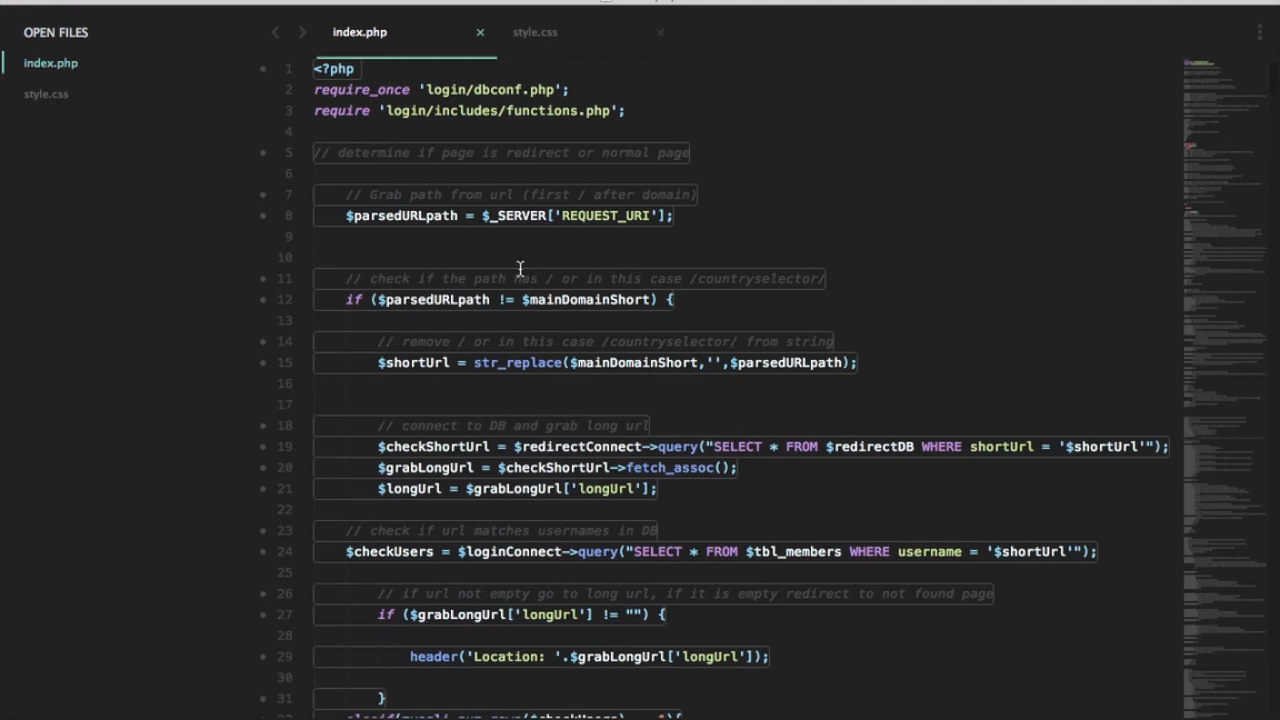 OPEN FILES
index.php
style.css
index.php
style.css
1 <?php
2 require_once 'login/dbconf.php';
3 require 'login/includes/functions.php';
4
5 // determine if page is redirect or normal page
6
7 // Grab path from url (first / after domain)
8 $parsedURLpath = $_SERVER['REQUEST_URI'];
9
10
11 // check if the path has / or in this case /countryselector/
12 if ($parsedURLpath != $mainDomainShort) {
13
14 // remove / or in this case /countryselector/ from string
15 $shortUrl = str_replace($mainDomainShort,'',$parsedURLpath);
16
17
18 // connect to DB and grab long url
19 $checkShortUrl = $redirectConnect->query("SELECT * FROM $redirectDB WHERE shortUrl = '$shortUrl'");
20 $grabLongUrl = $checkShortUrl->fetch_assoc();
21 $longUrl = $grabLongUrl['longUrl'];
22
23 // check if url matches usernames in DB
24 $checkUsers = $loginConnect->query("SELECT * FROM $tbl_members WHERE username = '$shortUrl'");
25
26 // if url not empty go to long url, if it is empty redirect to not found page
27 if ($grabLongUrl['longUrl'] != "") {
28
29 header('Location: '.$grabLongUrl['longUrl']);
30
31 }